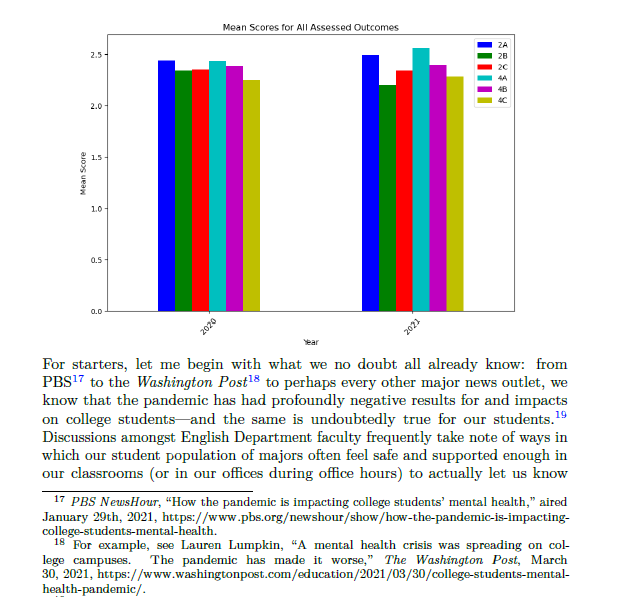 Mean Scores for All Assessed Outcomes
2A
2B
2C
4A
4B
4C
2.5
2.0
1.5
1.0
0.5
0.0
Mean Score
2020
2021
Year
For starters, let me begin with what we no doubt all already know: from
PBS17 to the Washington Post18 to perhaps every other major news outlet, we
know that the pandemic has had profoundly negative results for and impacts
on college students—and the same is undoubtedly true for our students.19
Discussions amongst English Department faculty frequently take note of ways in
which our student population of majors often feel safe and supported enough in
our classrooms (or in our offices during office hours) to actually let us know
17 PBS NewsHour, “How the pandemic is impacting college students’ mental health,” aired
January 29th, 2021, https://www.pbs.org/newshour/show/how-the-pandemic-is-impacting-
college-students-mental-health.
18 For example, see Lauren Lumpkin, “A mental health crisis was spreading on col-
lege campuses. The pandemic has made it worse,” The Washington Post, March
30, 2021, https://www.washingtonpost.com/education/2021/03/30/college-students-mental-
health-pandemic/.